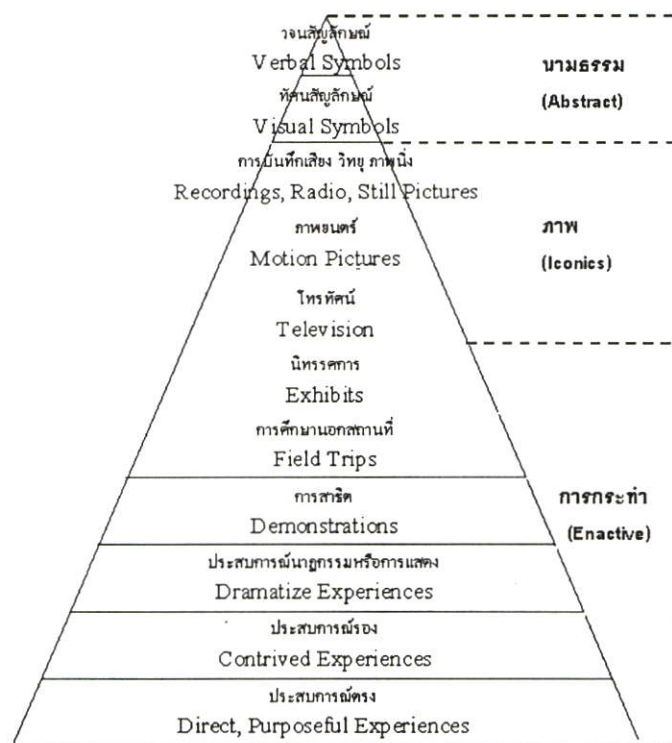 วจนสัญลักษณ์
Verbal Symbols
ทัศนสัญลักษณ์
Visual Symbols
นามธรรม
(Abstract)
การบันทึกเสียง วิทยุ ภาพนิ่ง
Recordings, Radio, Still Pictures
ภาพยนตร์
Motion Pictures
โทรทัศน์
Television
ภาพ
(Iconics)
นิทรรศการ
Exhibits
การศึกษานอกสถานที่
Field Trips
การสาธิต
Demonstrations
ประสบการณ์นาฏกรรมหรือการแสดง
Dramatize Experiences
ประสบการณ์รอง
Contrived Experiences
ประสบการณ์ตรง
Direct, Purposeful Experiences
การกระทำ
(Enactive)